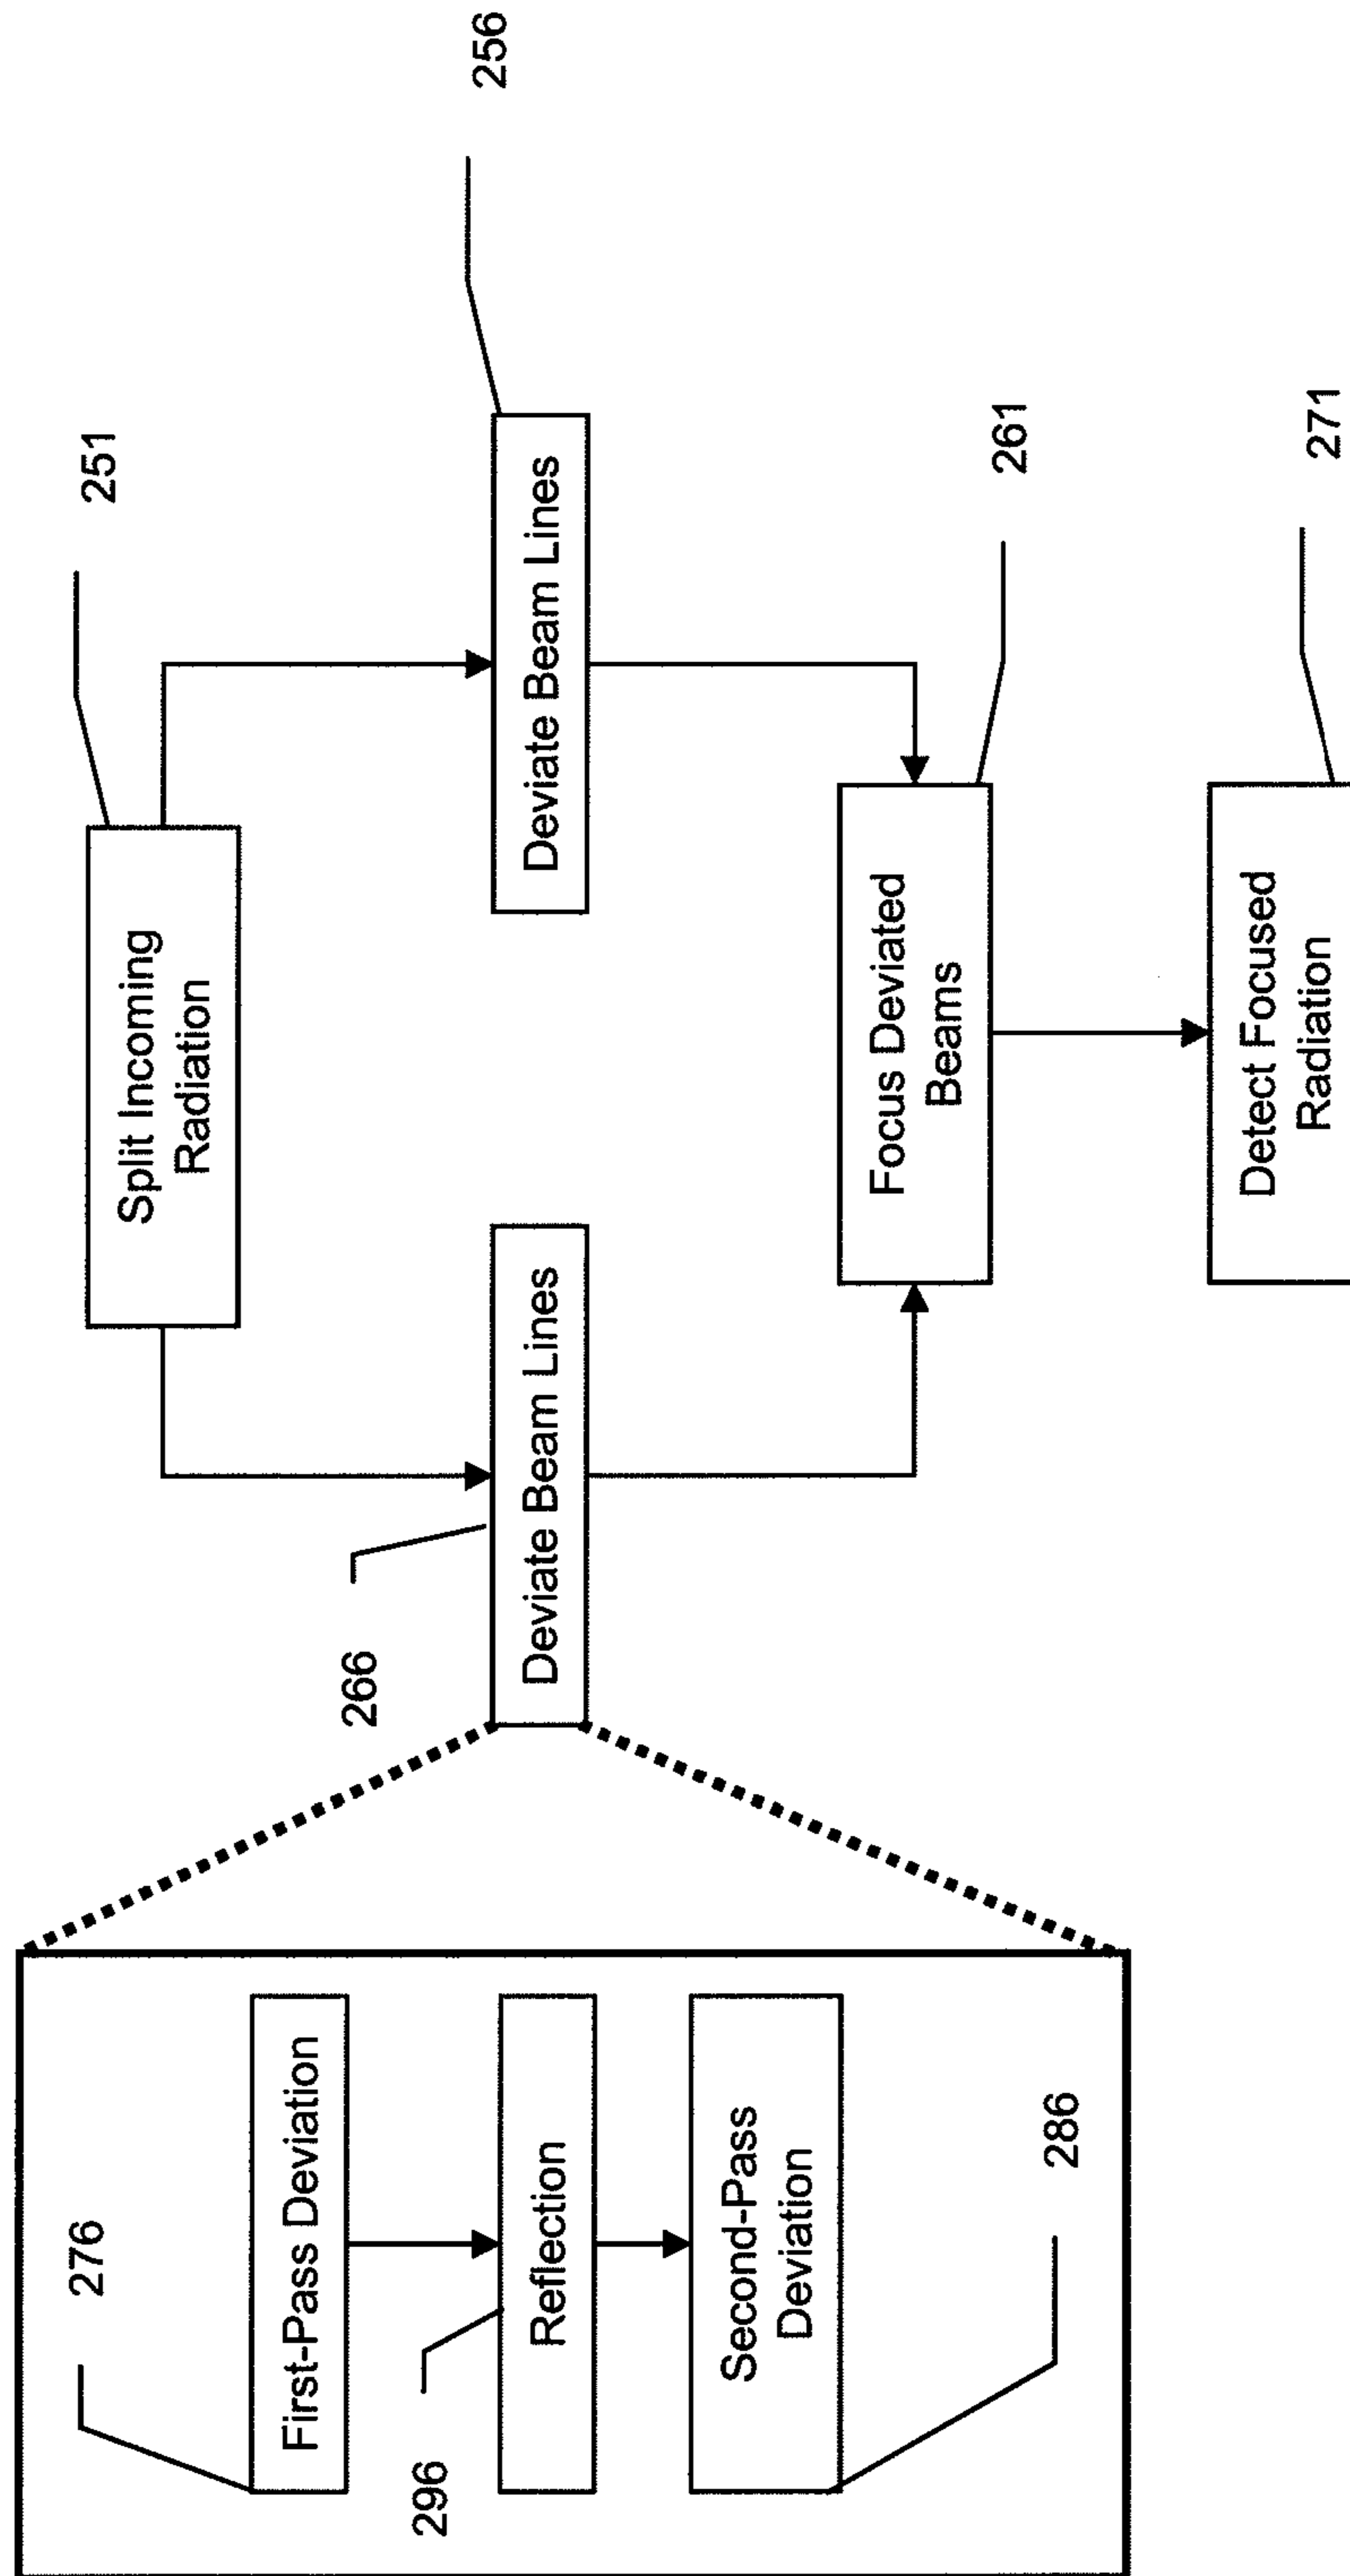 251
Split Incoming
Radiation
256
Deviate Beam Lines
266
Deviate Beam Lines
276
First-Pass Deviation
296
Reflection
Second-Pass
Deviation
286
261
Focus Deviated
Beams
271
Detect Focused
Radiation